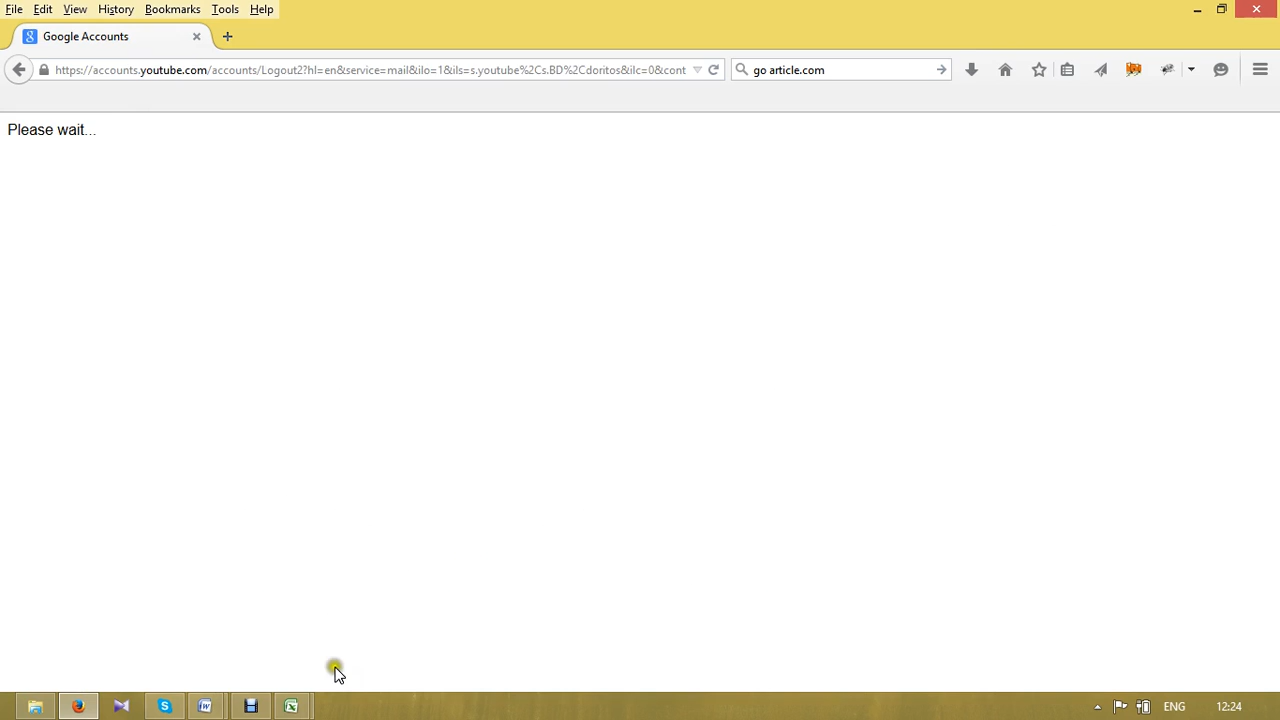 File Edit View History Bookmarks Tools Help
Google Accounts
https://accounts.youtube.com/accounts/Logout2?hl=en&service=mail&ilo=1&ils=s.youtube%2Cs.BD%2Cdoritos&ilc=0&cont
go article.com
Please wait...
ENG 12:24